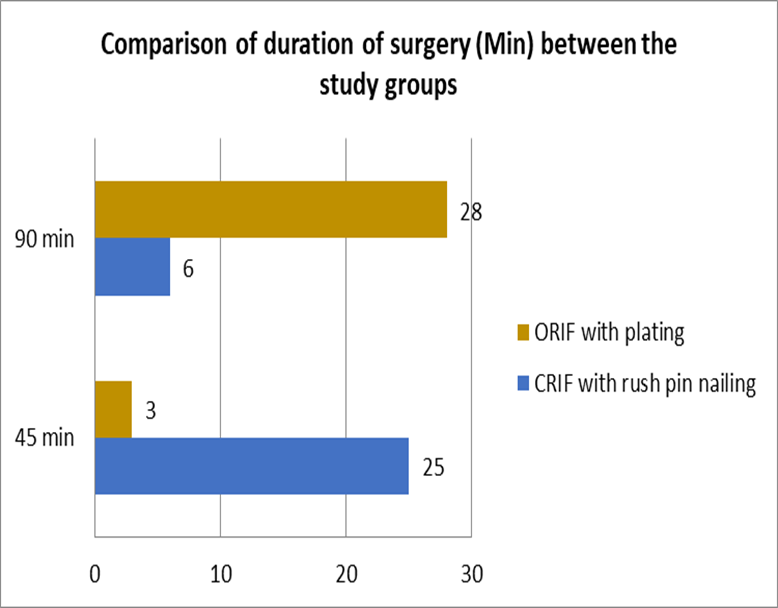 Comparison of duration of surgery (Min) between the
study groups
90 min
28
6
45 min
3
25
ORIF with plating
CRIF with rush pin nailing
0 10 20 30